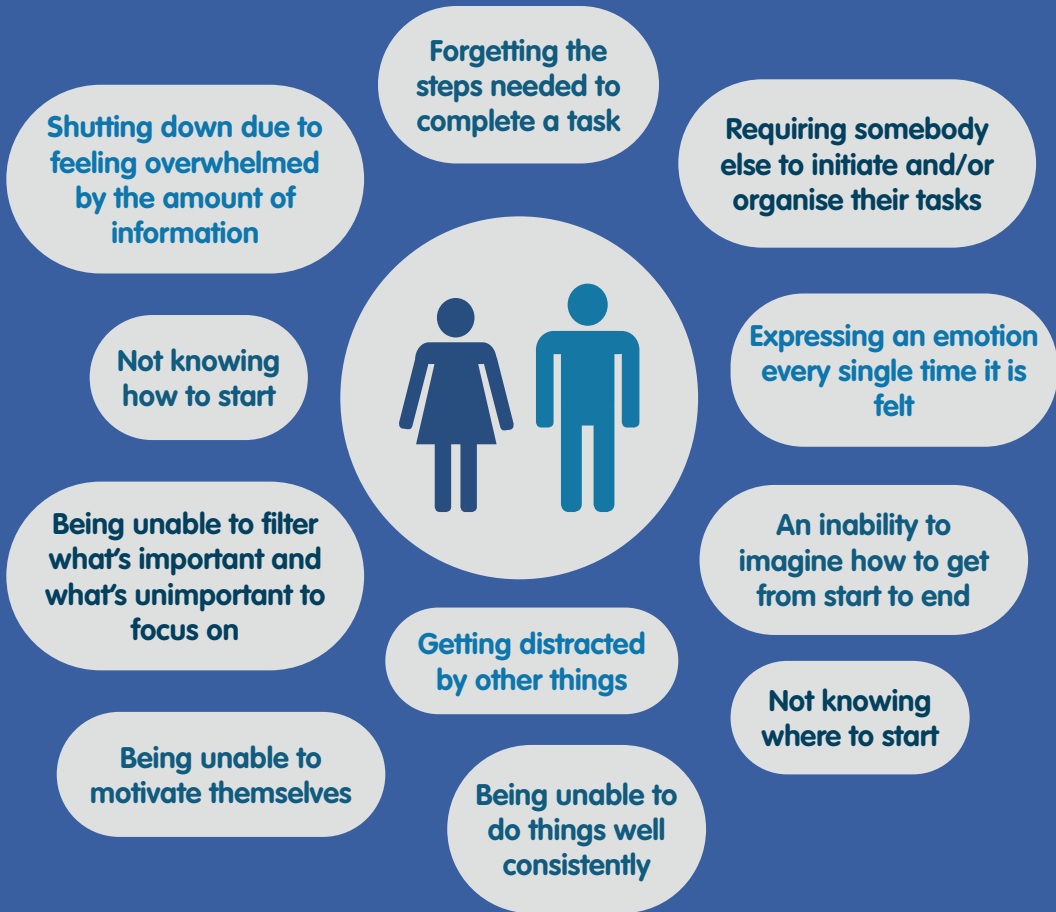 Forgetting the
steps needed to
complete a task
Shutting down due to
feeling overwhelmed
by the amount of
information
Requiring somebody
else to initiate and/or
organise their tasks
Not knowing
how to start
Expressing an emotion
every single time it is
felt
Being unable to filter
what's important and
what's unimportant to
focus on
An inability to
imagine how to get
from start to end
Getting distracted
by other things
Not knowing
where to start
Being unable to
motivate themselves
Being unable to
do things well
consistently